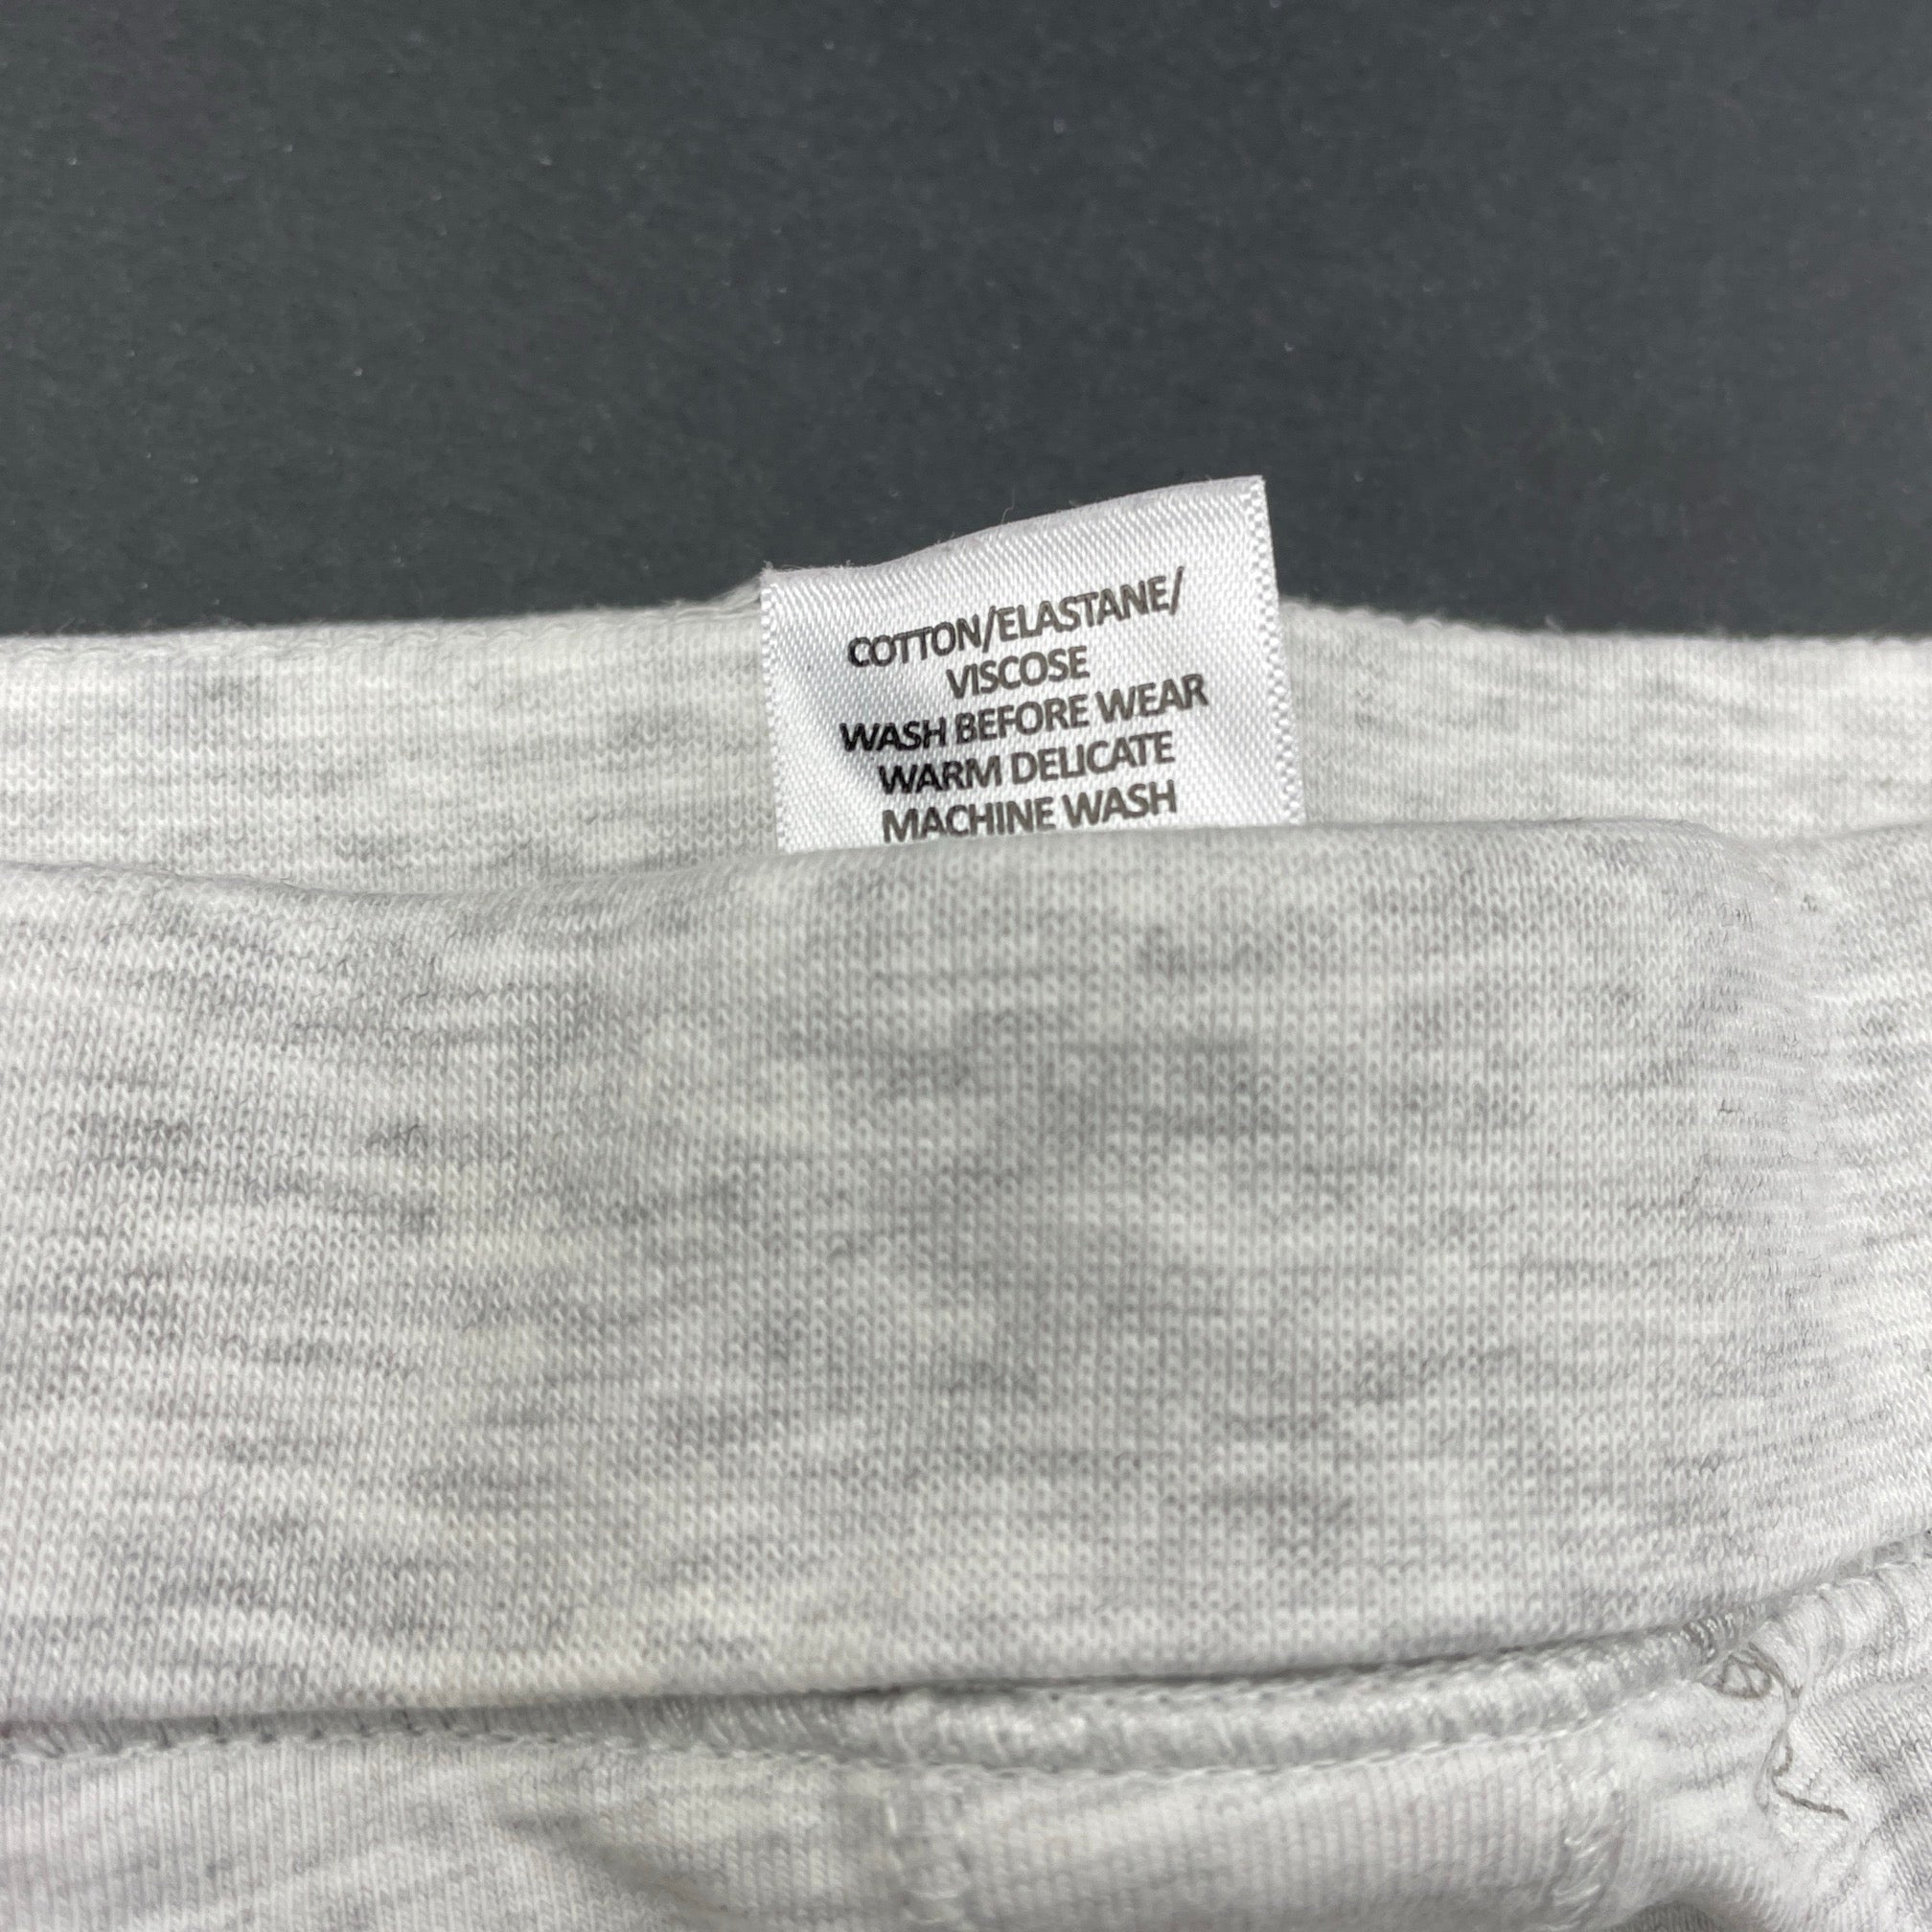 COTTON/ELASTANE/
VISCOSE
WASH BEFORE WEAR
WARM DELICATE
MACHINE WASH